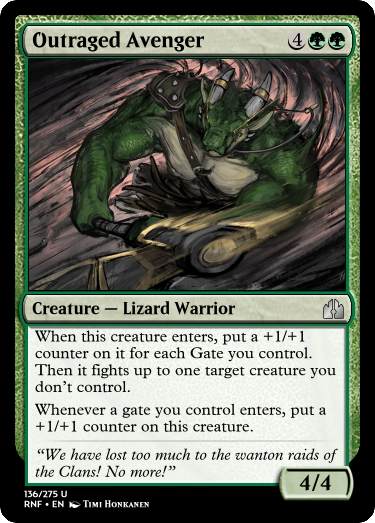 Outraged Avenger 4
Creature — Lizard Warrior
When this creature enters, put a +1/+1
counter on it for each Gate you control.
Then it fights up to one target creature you
don't control.
Whenever a gate you control enters, put a
+1/+1 counter on this creature.
“We have lost too much to the wanton raids of
the Clans! No more!”
4/4
136/275 U
RNF • EN Timi Honkanen